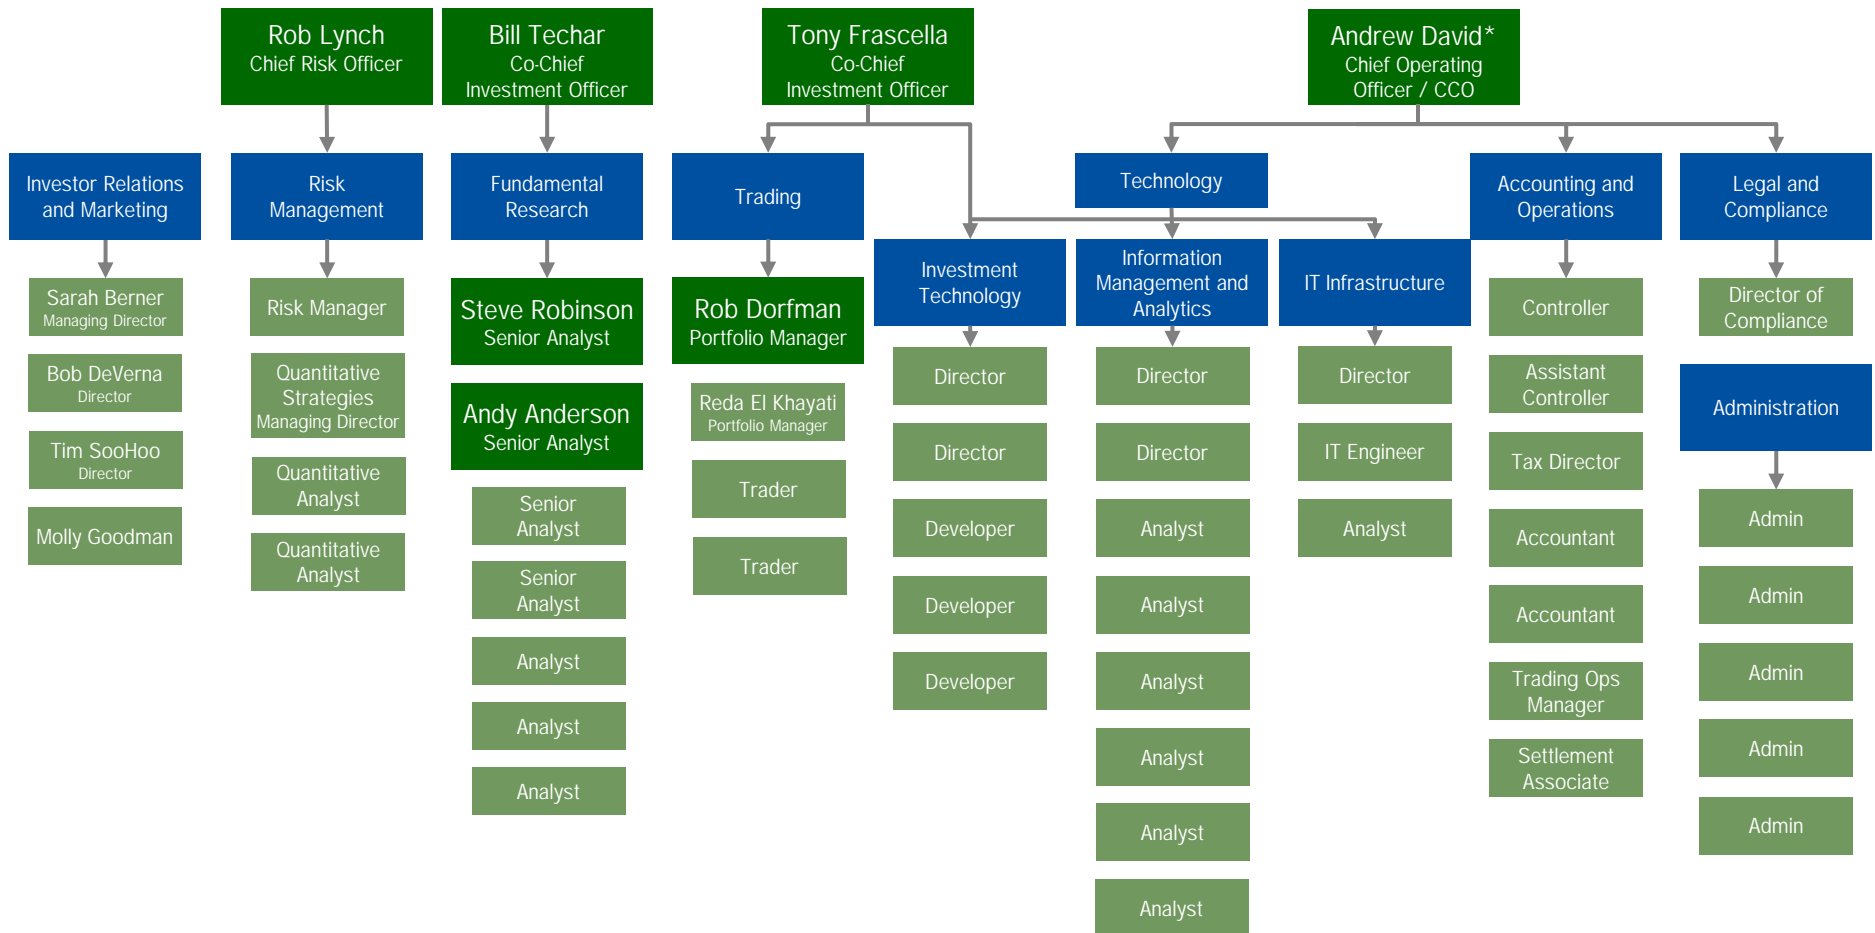 Rob Lynch
Chief Risk Officer
Bill Techar
Co-Chief
Investment Officer
Tony Frascella
Co-Chief
Investment Officer
Andrew David*
Chief Operating
Officer / CCO
Investor Relations
and Marketing
Sarah Berner
Managing Director
Bob DeVerna
Director
Tim SooHoo
Director
Molly Goodman
Risk
Management
Risk Manager
Quantitative
Strategies
Managing Director
Quantitative
Analyst
Quantitative
Analyst
Fundamental
Research
Steve Robinson
Senior Analyst
Andy Anderson
Senior Analyst
Senior
Analyst
Senior
Analyst
Analyst
Analyst
Analyst
Trading
Rob Dorfman
Portfolio Manager
Reda El Khayati
Portfolio Manager
Trader
Trader
Technology
Investment
Technology
Director
Director
Developer
Developer
Developer
Information
Management and
Analytics
Director
Director
Analyst
Analyst
Analyst
Analyst
Analyst
Analyst
IT Infrastructure
Director
IT Engineer
Analyst
Accounting and
Operations
Controller
Assistant
Controller
Tax Director
Accountant
Accountant
Trading Ops
Manager
Settlement
Associate
Legal and
Compliance
Director of
Compliance
Administration
Admin
Admin
Admin
Admin
Admin